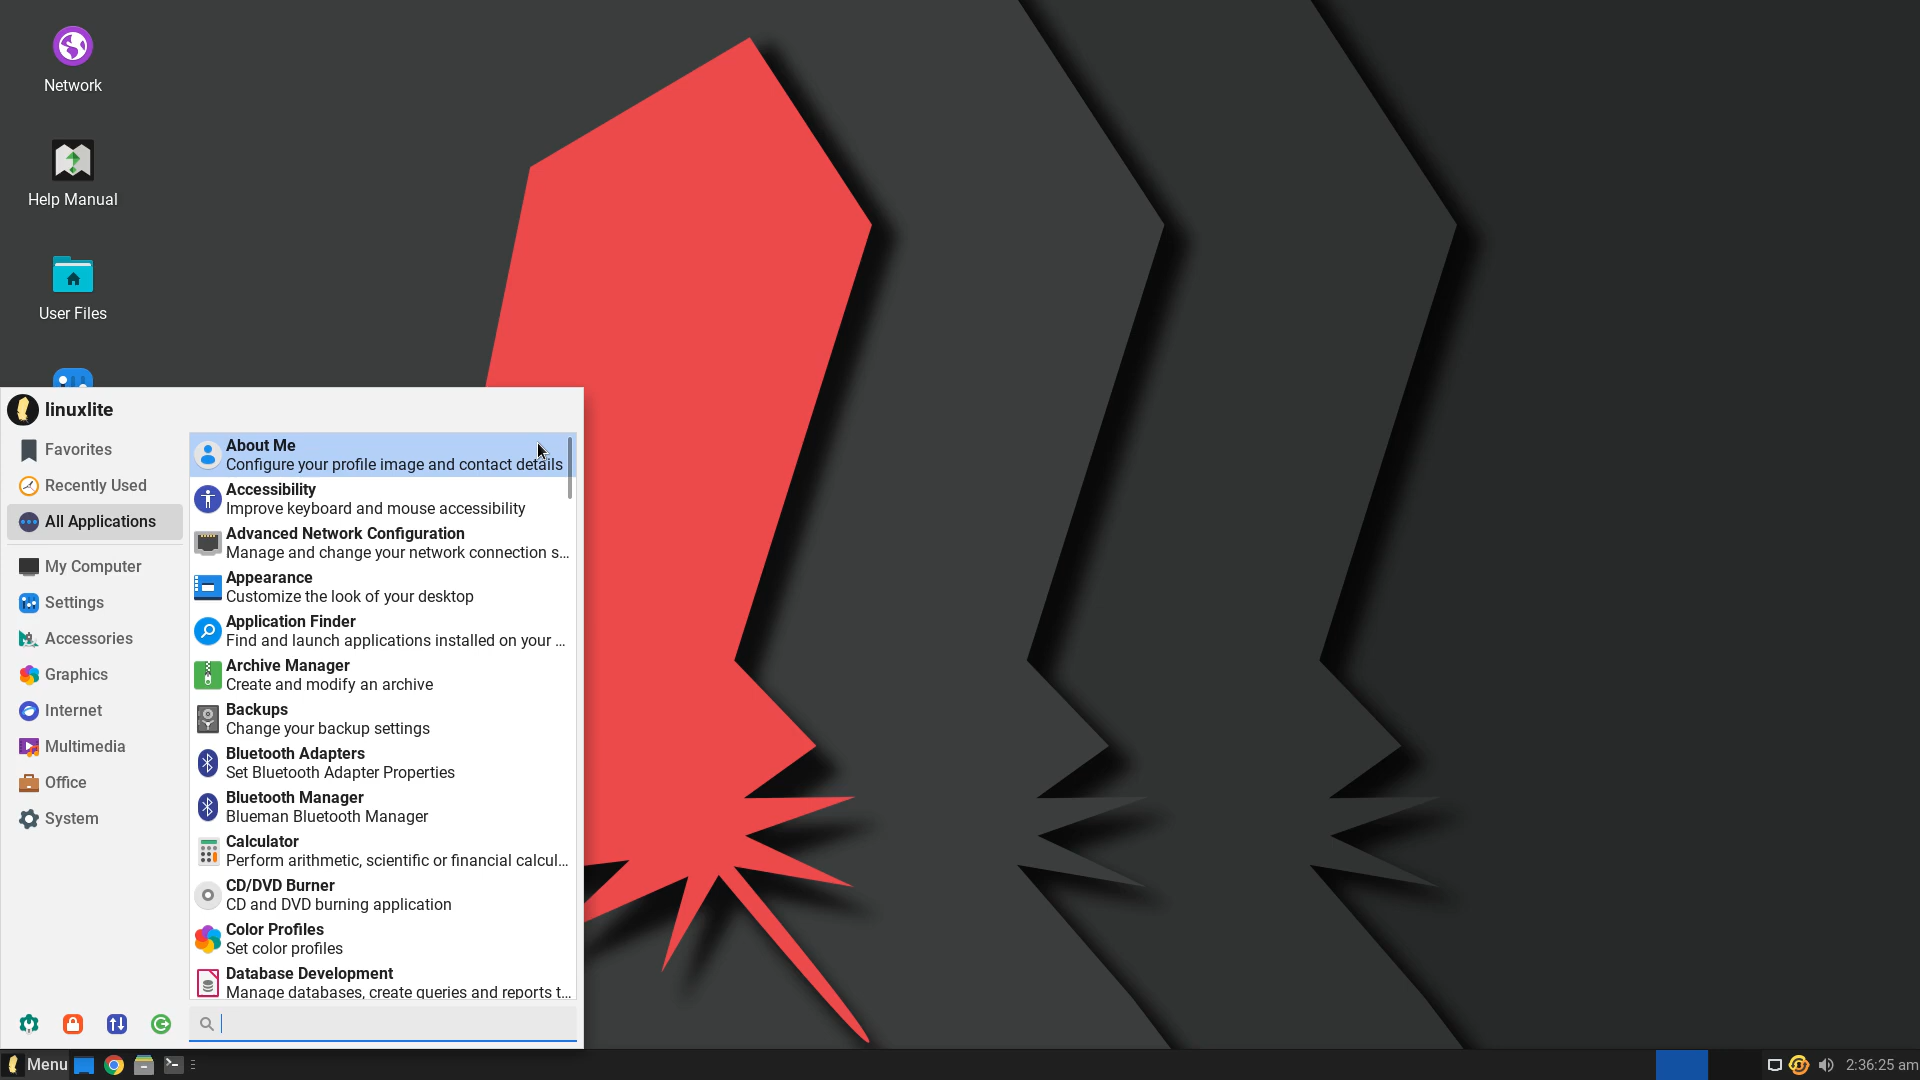 Network
Help Manual
User Files
linuxlite
Favorites
Recently Used
All Applications
My Computer
Settings
Accessories
Graphics
Internet
Multimedia
Office
System
About Me
Configure your profile image and contact details
Accessibility
Improve keyboard and mouse accessibility
Advanced Network Configuration
Manage and change your network connection s...
Appearance
Customize the look of your desktop
Application Finder
Find and launch applications installed on your ...
Archive Manager
Create and modify an archive
Backups
Change your backup settings
Bluetooth Adapters
Set Bluetooth Adapter Properties
Bluetooth Manager
Blueman Bluetooth Manager
Calculator
Perform arithmetic, scientific or financial calcul...
CD/DVD Burner
CD and DVD burning application
Color Profiles
Set color profiles
Database Development
Manage databases, create queries and reports t...
Menu
2:36:25 am